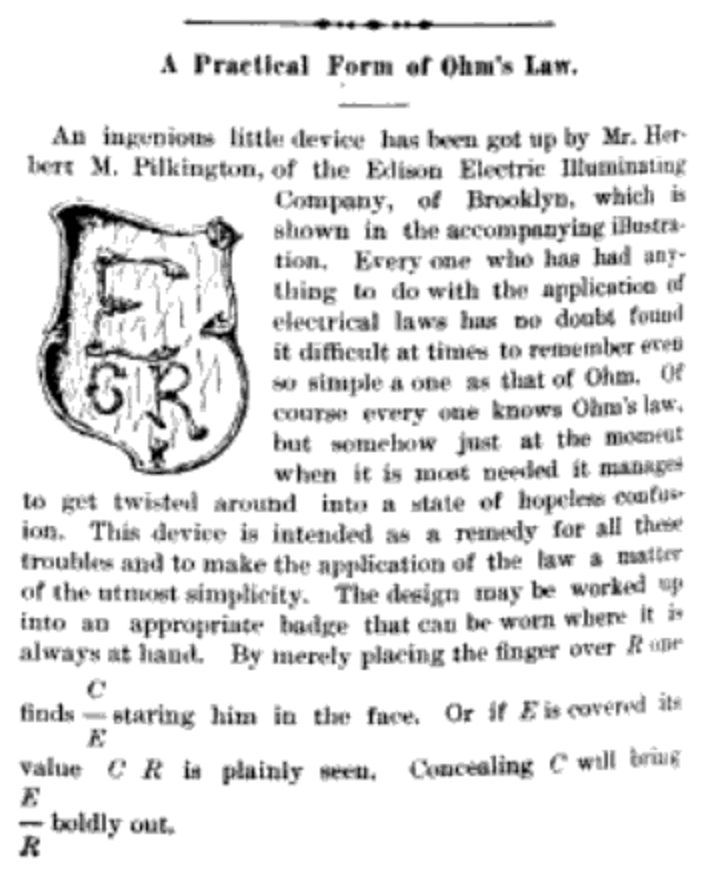 A Practical Form of Ohm's Law.
An ingenious little device has been got up by Mr. Her-
bert M. Pilkington, of the Edison Electric Illuminating
Company, of Brooklyn, which is
shown in the accompanying illustra-
tion. Every one who has had any-
thing to do with the application of
electrical laws has no doubt found
it difficult at times to remember even
so simple a one as that of Ohm. Of
course every one knows Ohm's law,
but somehow just at the moment
when it is most needed it manages
E
C R
to get twisted around into a state of hopeless confus-
ion. This device is intended as a remedy for all these
troubles and to make the application of the law a matter
of the utmost simplicity. The design may be worked up
into an appropriate badge that can be worn where it is
always at hand. By merely placing the finger over R one
finds C/E staring him in the face. Or if E is covered its
value C R is plainly seen. Concealing C will bring
E/R boldly out.